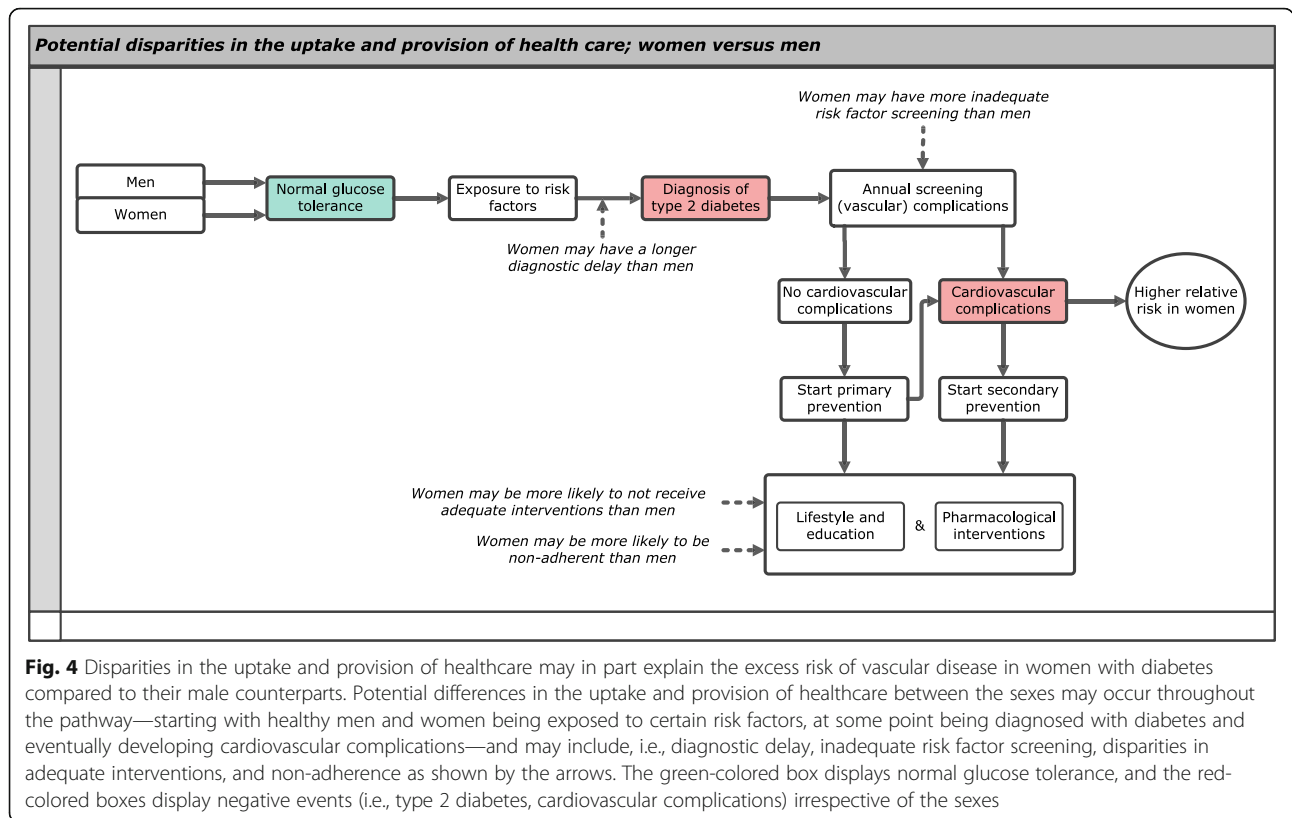 Potential disparities in the uptake and provision of health care; women versus men
Women may have more inadequate
risk factor screening than men
Men
Women
Normal glucose
tolerance
Exposure to risk
factors
Diagnosis of
type 2 diabetes
Annual screening
(vascular) complications
Women may have a longer
diagnostic delay than men
No cardiovascular
complications
Cardiovascular
complications
Higher relative
risk in women
Start primary
prevention
Start secondary
prevention
Women may be more likely to not receive
adequate interventions than men
Women may be more likely to be
non-adherent than men
Lifestyle and
education
&
Pharmacological
interventions
Fig. 4 Disparities in the uptake and provision of healthcare may in part explain the excess risk of vascular disease in women with diabetes
compared to their male counterparts. Potential differences in the uptake and provision of healthcare between the sexes may occur throughout
the pathway—starting with healthy men and women being exposed to certain risk factors, at some point being diagnosed with diabetes and
eventually developing cardiovascular complications—and may include, i.e., diagnostic delay, inadequate risk factor screening, disparities in
adequate interventions, and non-adherence as shown by the arrows. The green-colored box displays normal glucose tolerance, and the red-
colored boxes display negative events (i.e., type 2 diabetes, cardiovascular complications) irrespective of the sexes